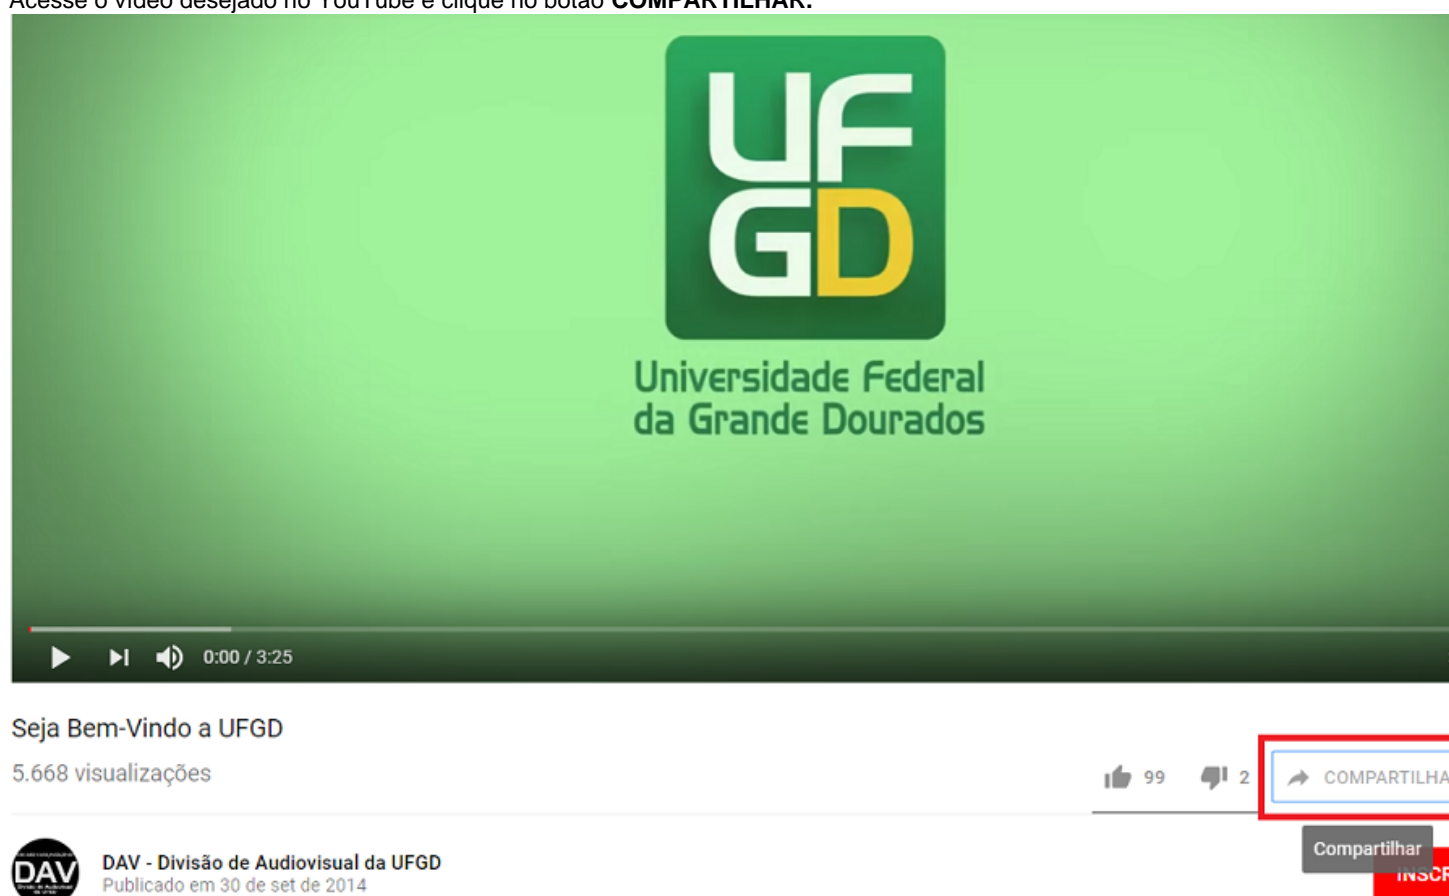 Acesse o vídeo desejado no YouTube e clique no botão COMPARTILHAR.
UF
GD
Universidade Federal
da Grande Dourados
0:00 / 3:25
Seja Bem-Vindo a UFGD
5.668 visualizações
99 2 COMPARTILHA
Compartilhar
INSCR
DAV
DAV - Divisão de Audiovisual da UFGD
Publicado em 30 de set de 2014